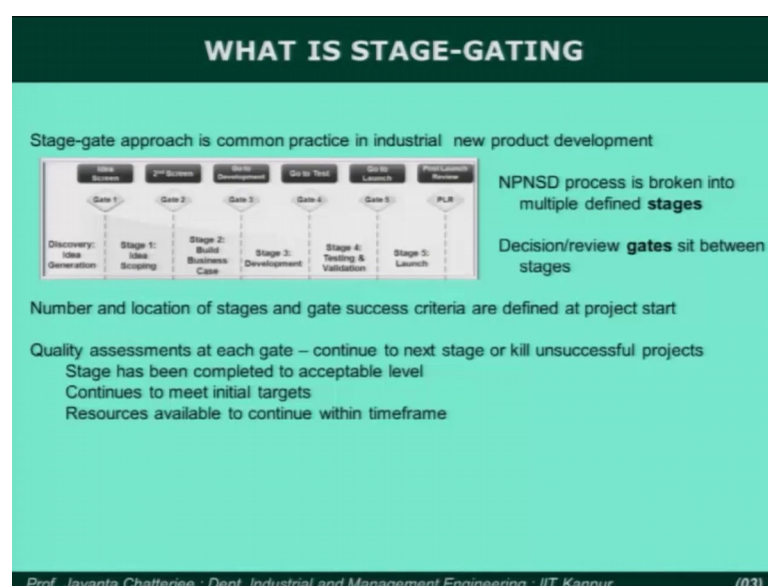 WHAT IS STAGE-GATING
Stage-gate approach is common practice in industrial new product development
Idea Screen
2nd Screen
Go to Development
Go to Test
Go to Launch
Post Launch Review
Gate 1
Gate 2
Gate 3
Gate 4
Gate 5
PLR
Discovery: Idea Generation
Stage 1: Idea Scoping
Stage 2: Build Business Case
Stage 3: Development
Stage 4: Testing & Validation
Stage 5: Launch
NPNSD process is broken into
multiple defined stages
Decision/review gates sit between
stages
Number and location of stages and gate success criteria are defined at project start
Quality assessments at each gate – continue to next stage or kill unsuccessful projects
Stage has been completed to acceptable level
Continues to meet initial targets
Resources available to continue within timeframe
Prof. Jayanta Chatterjee : Dept. Industrial and Management Engineering : IIT Kanpur
(03)